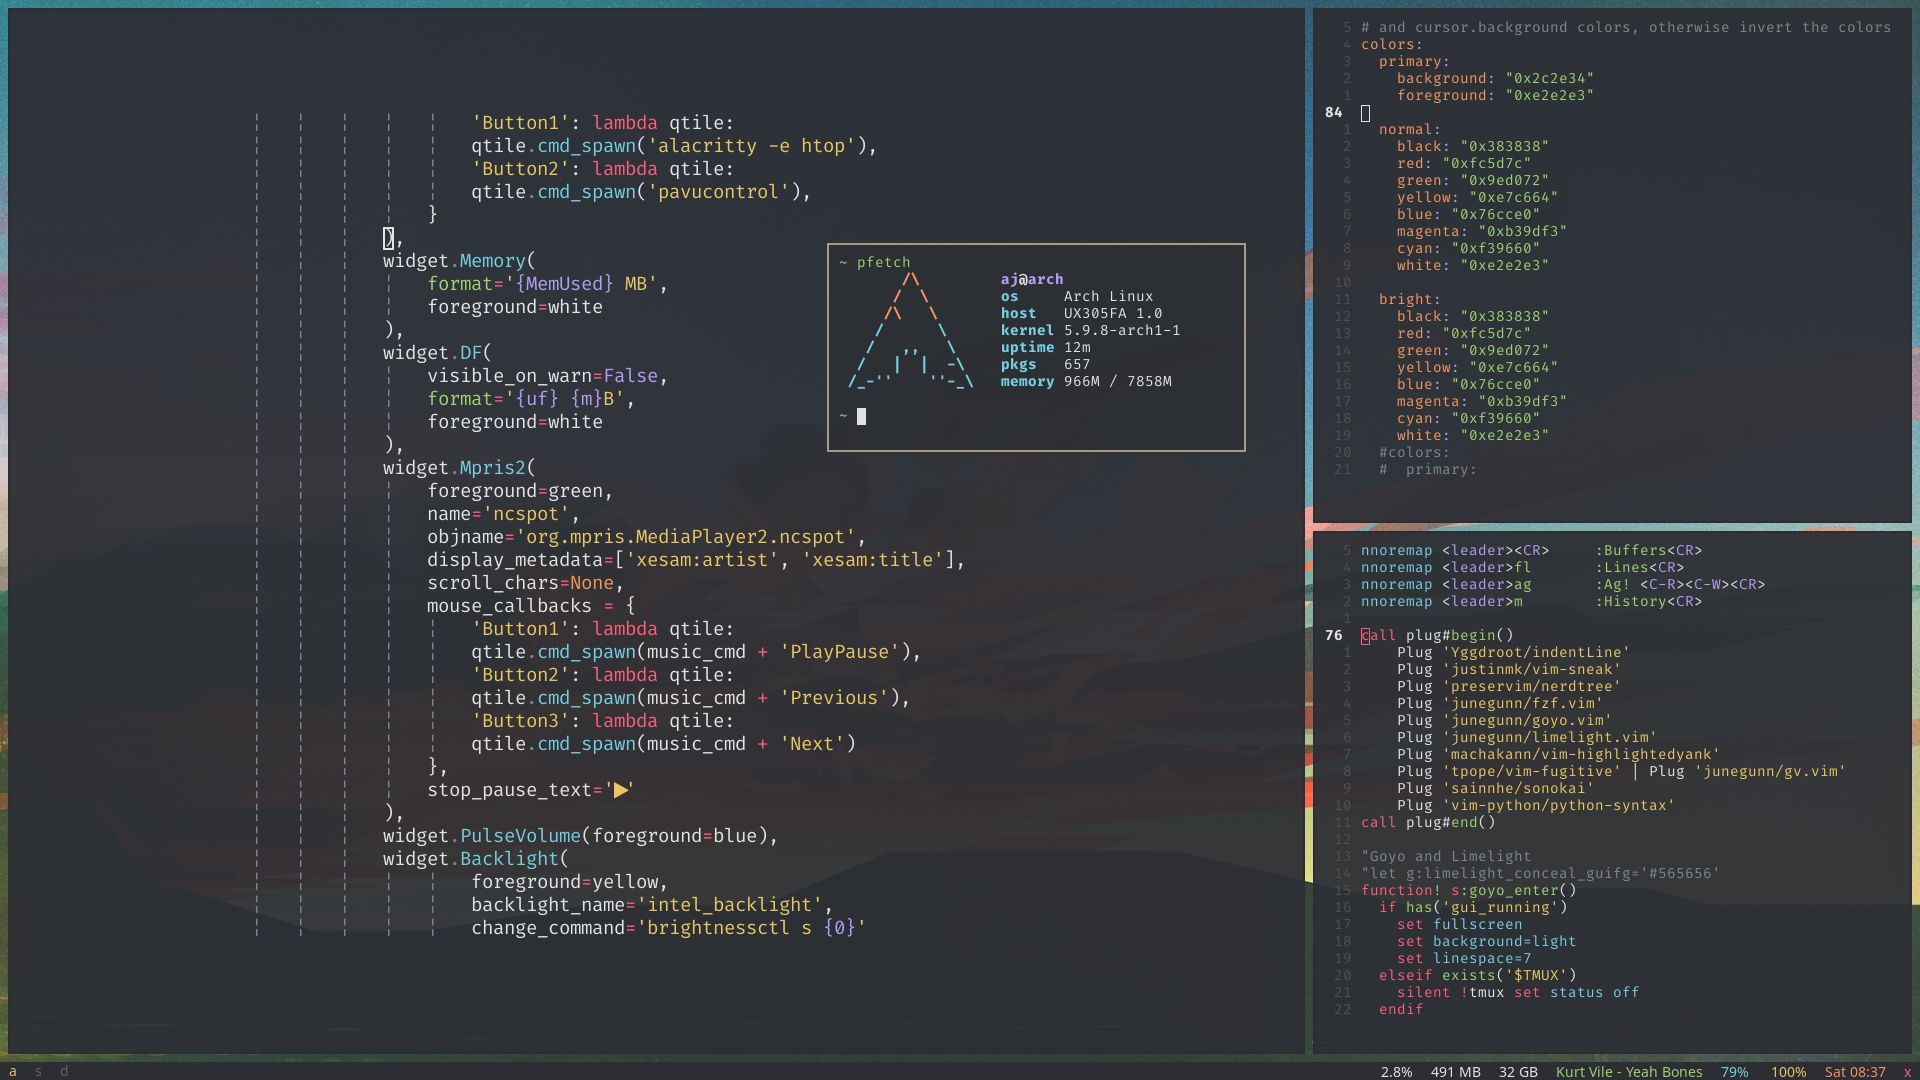 'Button1': lambda qtile:
qtile.cmd_spawn('alacritty -e htop'),
'Button2': lambda qtile:
qtile.cmd_spawn('pavucontrol'),
}
),
widget.Memory(
format='{MemUsed} MB',
foreground=white
),
widget.DF(
visible_on_warn=False,
format='{uf} {m}B',
foreground=white
),
widget.Mpris2(
foreground=green,
name='ncspot',
objname='org.mpris.MediaPlayer2.ncspot',
display_metadata=['xesam:artist', 'xesam:title'],
scroll_chars=None,
mouse_callbacks = {
'Button1': lambda qtile:
qtile.cmd_spawn(music_cmd + 'PlayPause'),
'Button2': lambda qtile:
qtile.cmd_spawn(music_cmd + 'Previous'),
'Button3': lambda qtile:
qtile.cmd_spawn(music_cmd + 'Next')
},
stop_pause_text='▶'
),
widget.PulseVolume(foreground=blue),
widget.Backlight(
foreground=yellow,
backlight_name='intel_backlight',
change_command='brightnessctl s {0}'
~ pfetch
aj@arch
os Arch Linux
host UX305FA 1.0
kernel 5.9.8-arch1-1
uptime 12m
pkgs 657
memory 966M / 7858M
~
5 # and cursor.background colors, otherwise invert the colors
4 colors:
3 primary:
2 background: "0x2c2e34"
1 foreground: "0xe2e2e3"
84
1 normal:
2 black: "0x383838"
3 red: "0xfc5d7c"
4 green: "0x9ed072"
5 yellow: "0xe7c664"
6 blue: "0x76cce0"
7 magenta: "0xb39df3"
8 cyan: "0xf39660"
9 white: "0xe2e2e3"
10
11 bright:
12 black: "0x383838"
13 red: "0xfc5d7c"
14 green: "0x9ed072"
15 yellow: "0xe7c664"
16 blue: "0x76cce0"
17 magenta: "0xb39df3"
18 cyan: "0xf39660"
19 white: "0xe2e2e3"
20 #colors:
21 #  primary:
5 nnoremap <leader><CR> :Buffers<CR>
4 nnoremap <leader>fl :Lines<CR>
3 nnoremap <leader>ag :Ag! <C-R><C-W><CR>
2 nnoremap <leader>m :History<CR>
1
76 call plug#begin()
1 Plug 'Yggdroot/indentLine'
2 Plug 'justinmk/vim-sneak'
3 Plug 'preservim/nerdtree'
4 Plug 'junegunn/fzf.vim'
5 Plug 'junegunn/goyo.vim'
6 Plug 'junegunn/limelight.vim'
7 Plug 'machakann/vim-highlightedyank'
8 Plug 'tpope/vim-fugitive' | Plug 'junegunn/gv.vim'
9 Plug 'sainnhe/sonokai'
10 Plug 'vim-python/python-syntax'
11 call plug#end()
12
13 "Goyo and Limelight
14 "let g:limelight_conceal_guifg='#565656'
15 function! s:goyo_enter()
16 if has('gui_running')
17 set fullscreen
18 set background=light
19 set linespace=7
20 elseif exists('$TMUX')
21 silent !tmux set status off
22 endif
a s d 2.8% 491 MB 32 GB Kurt Vile - Yeah Bones 79% 100% Sat 08:37 x